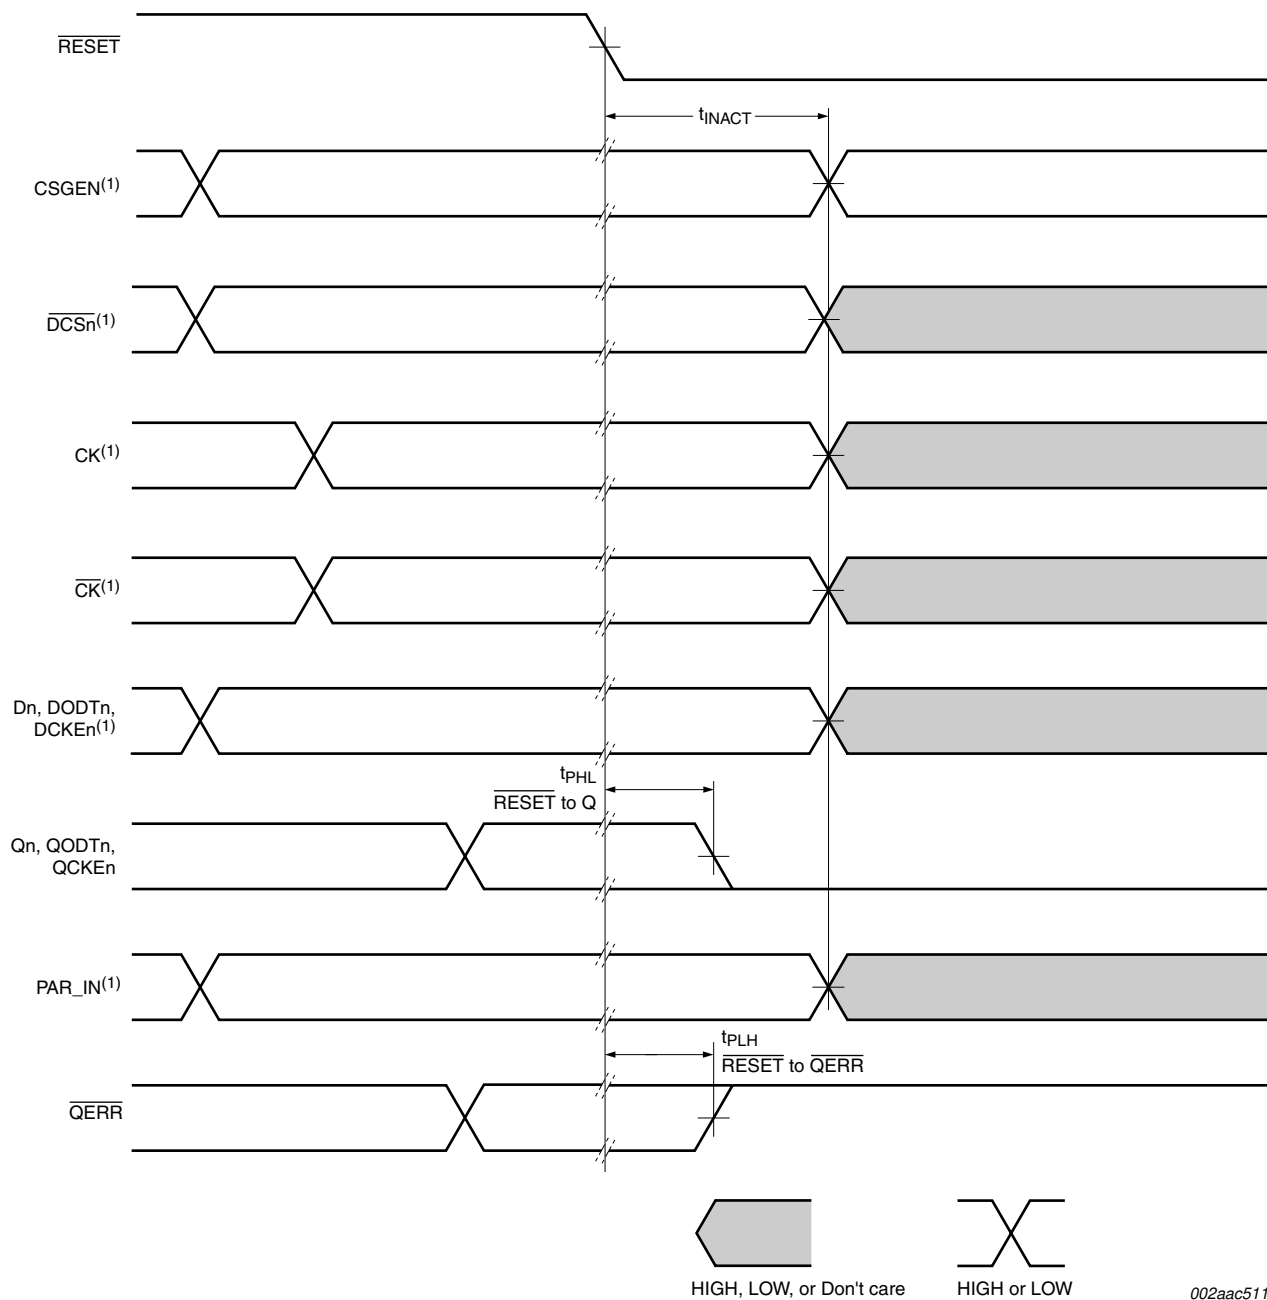 RESET
tINACT
CSGEN(1)
DCSn(1)
CK(1)
CK(1)
Dn, DODTn,
DCKEn(1)
tPHL
RESET to Q
Qn, QODTn,
QCKEn
PAR_IN(1)
tPLH
RESET to QERR
QERR
HIGH, LOW, or Don't care
HIGH or LOW
002aac511